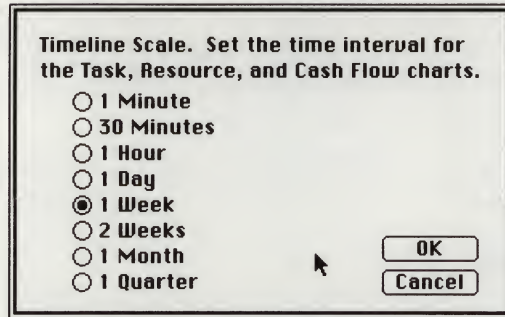 Timeline Scale. Set the time interval for
the Task, Resource, and Cash Flow charts.
1 Minute
30 Minutes
1 Hour
1 Day
1 Week
2 Weeks
1 Month
1 Quarter
OK
Cancel